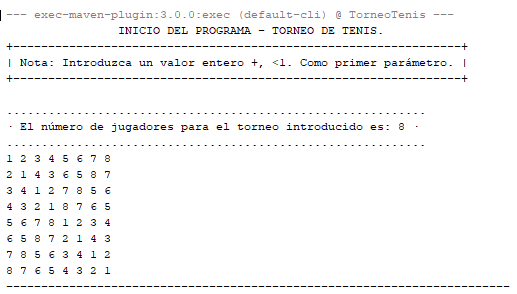 --- exec-maven-plugin:3.0.0:exec (default-cli) @ TorneoTenis ---
INICIO DEL PROGRAMA - TORNEO DE TENIS.
+----------------------------------------------------------------+
| Nota: Introduzca un valor entero +, <1. Como primer parámetro. |
+----------------------------------------------------------------+
............................................................
· El número de jugadores para el torneo introducido es: 8 ·
............................................................
1 2 3 4 5 6 7 8
2 1 4 3 6 5 8 7
3 4 1 2 7 8 5 6
4 3 2 1 8 7 6 5
5 6 7 8 1 2 3 4
6 5 8 7 2 1 4 3
7 8 5 6 3 4 1 2
8 7 6 5 4 3 2 1
------------------------------------------------------------------------